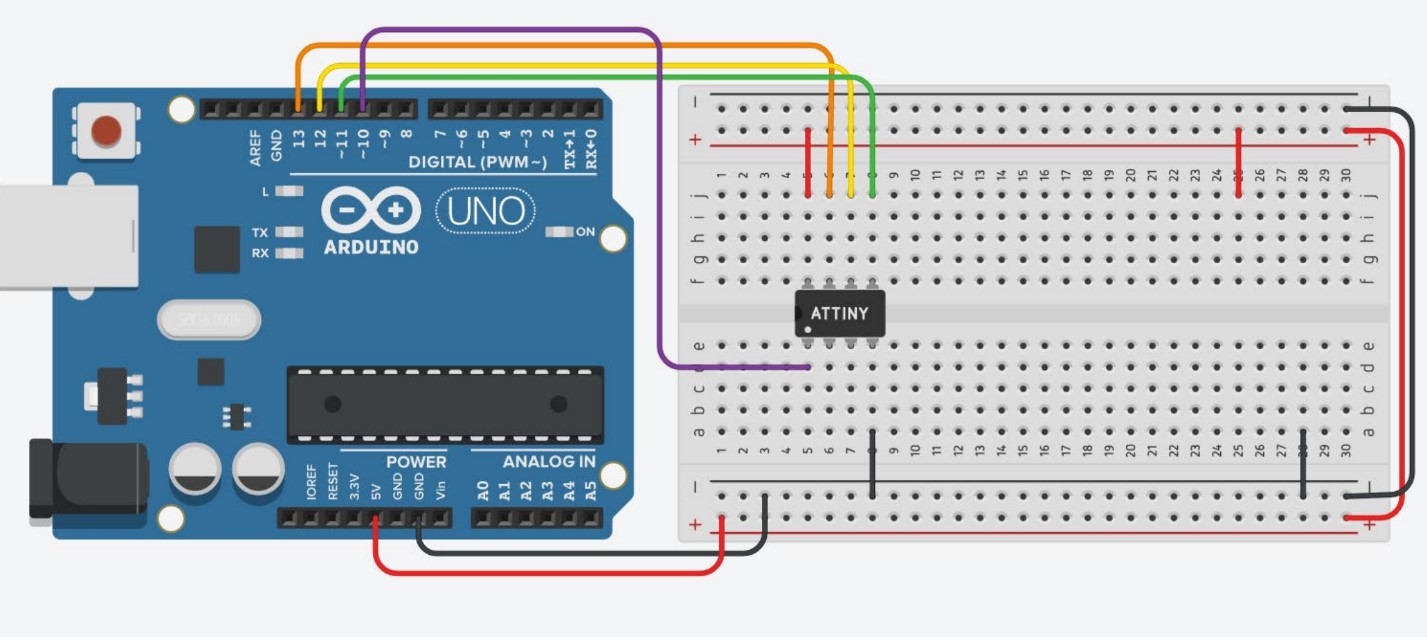 AREF
GND
13
12
~11
~10
~9
8
7
~6
~5
4
~3
2
TX→1
RX←0
DIGITAL (PWM~)
L
TX
RX
ARDUINO
UNO
ON
POWER
ANALOG IN
IOREF
RESET
3.3V
5V
GND
GND
Vin
A0
A1
A2
A3
A4
A5
− −
+ +
1 2 3 4 5 6 7 8 9 10 11 12 13 14 15 16 17 18 19 20 21 22 23 24 25 26 27 28 29 30
j j
i i
h h
g g
f f
ATTINY
e e
d
c c
b b
a a
1 2 3 4 5 6 7 8 9 10 11 12 13 14 15 16 17 18 19 20 21 22 23 24 25 26 27 28 29 30
− −
+ +